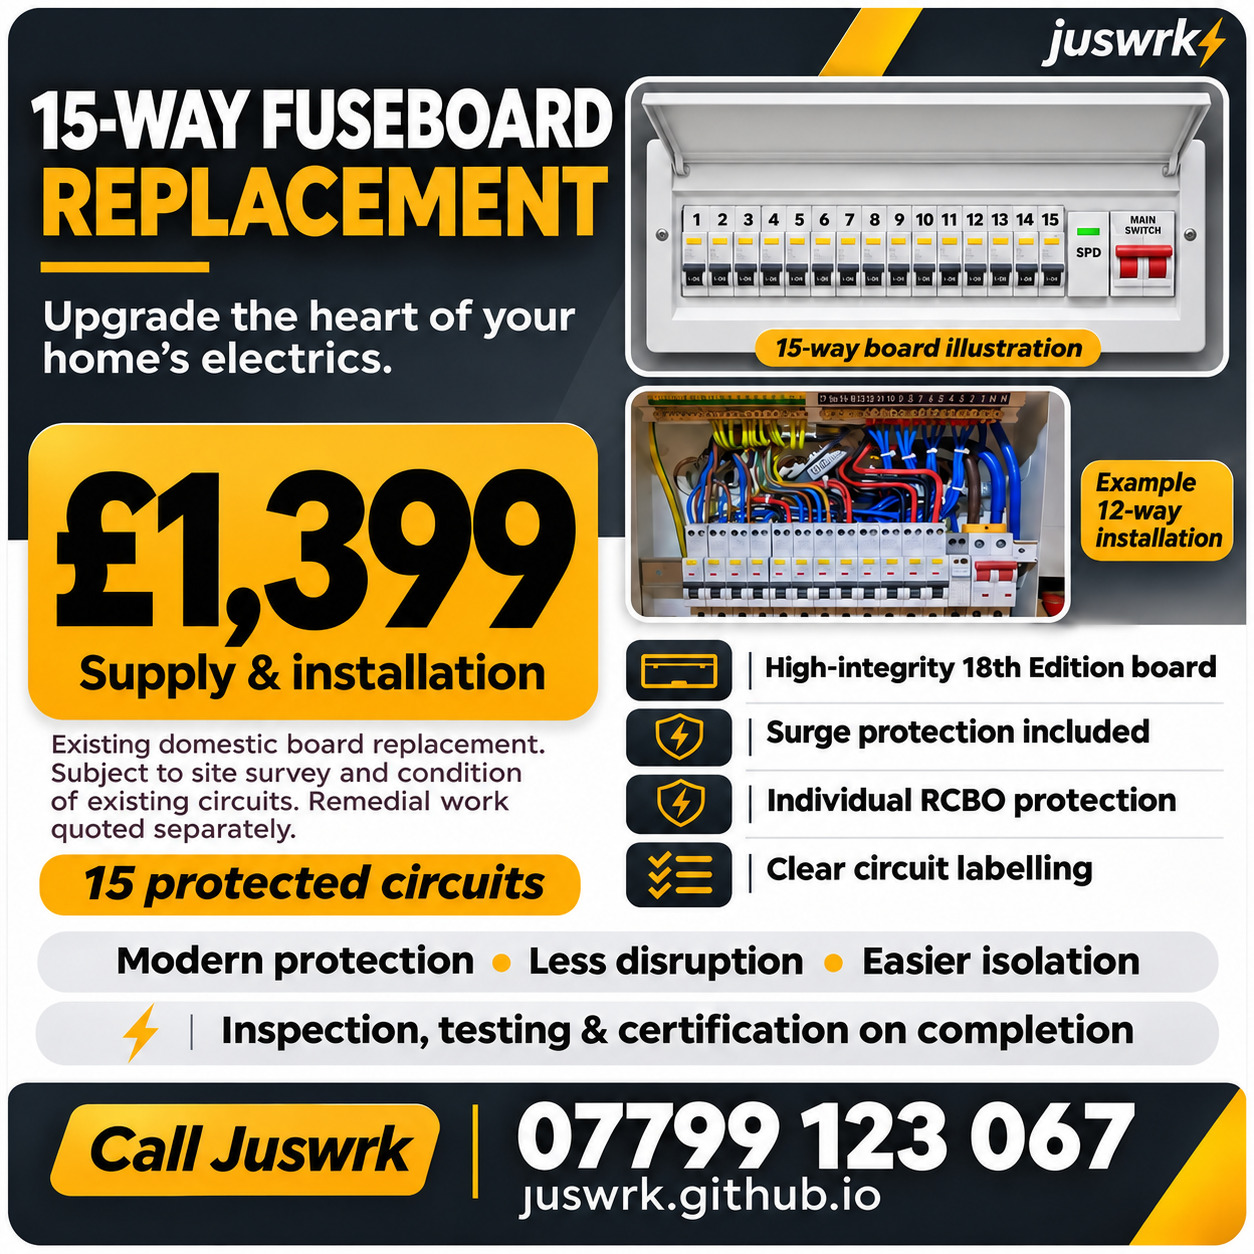 juswrk
15-WAY FUSEBOARD
REPLACEMENT
Upgrade the heart of your
home's electrics.
1 2 3 4 5 6 7 8 9 10 11 12 13 14 15
SPD
MAIN
SWITCH
15-way board illustration
Example
12-way
installation
£1,399
Supply & installation
Existing domestic board replacement.
Subject to site survey and condition
of existing circuits. Remedial work
quoted separately.
15 protected circuits
High-integrity 18th Edition board
Surge protection included
Individual RCBO protection
Clear circuit labelling
Modern protection • Less disruption • Easier isolation
Inspection, testing & certification on completion
Call Juswrk
07799 123 067
juswrk.github.io